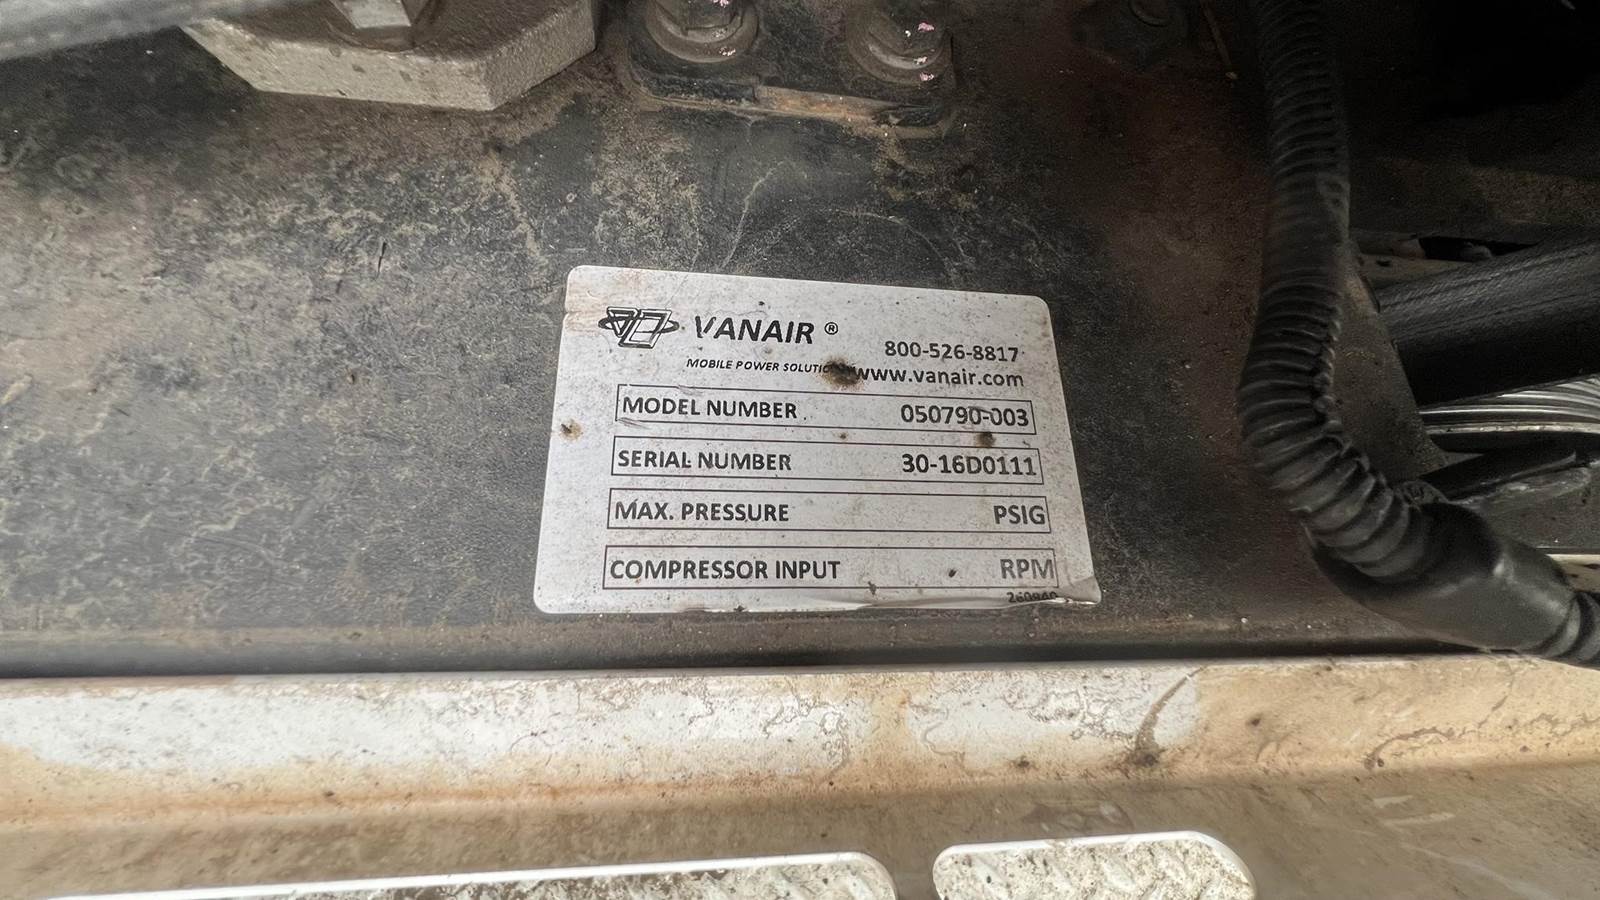 VANAIR ®
800-526-8817
MOBILE POWER
www.vanair.com
MODEL NUMBER 050790-003
SERIAL NUMBER 30-16D0111
MAX. PRESSURE PSIG
COMPRESSOR INPUT RPM